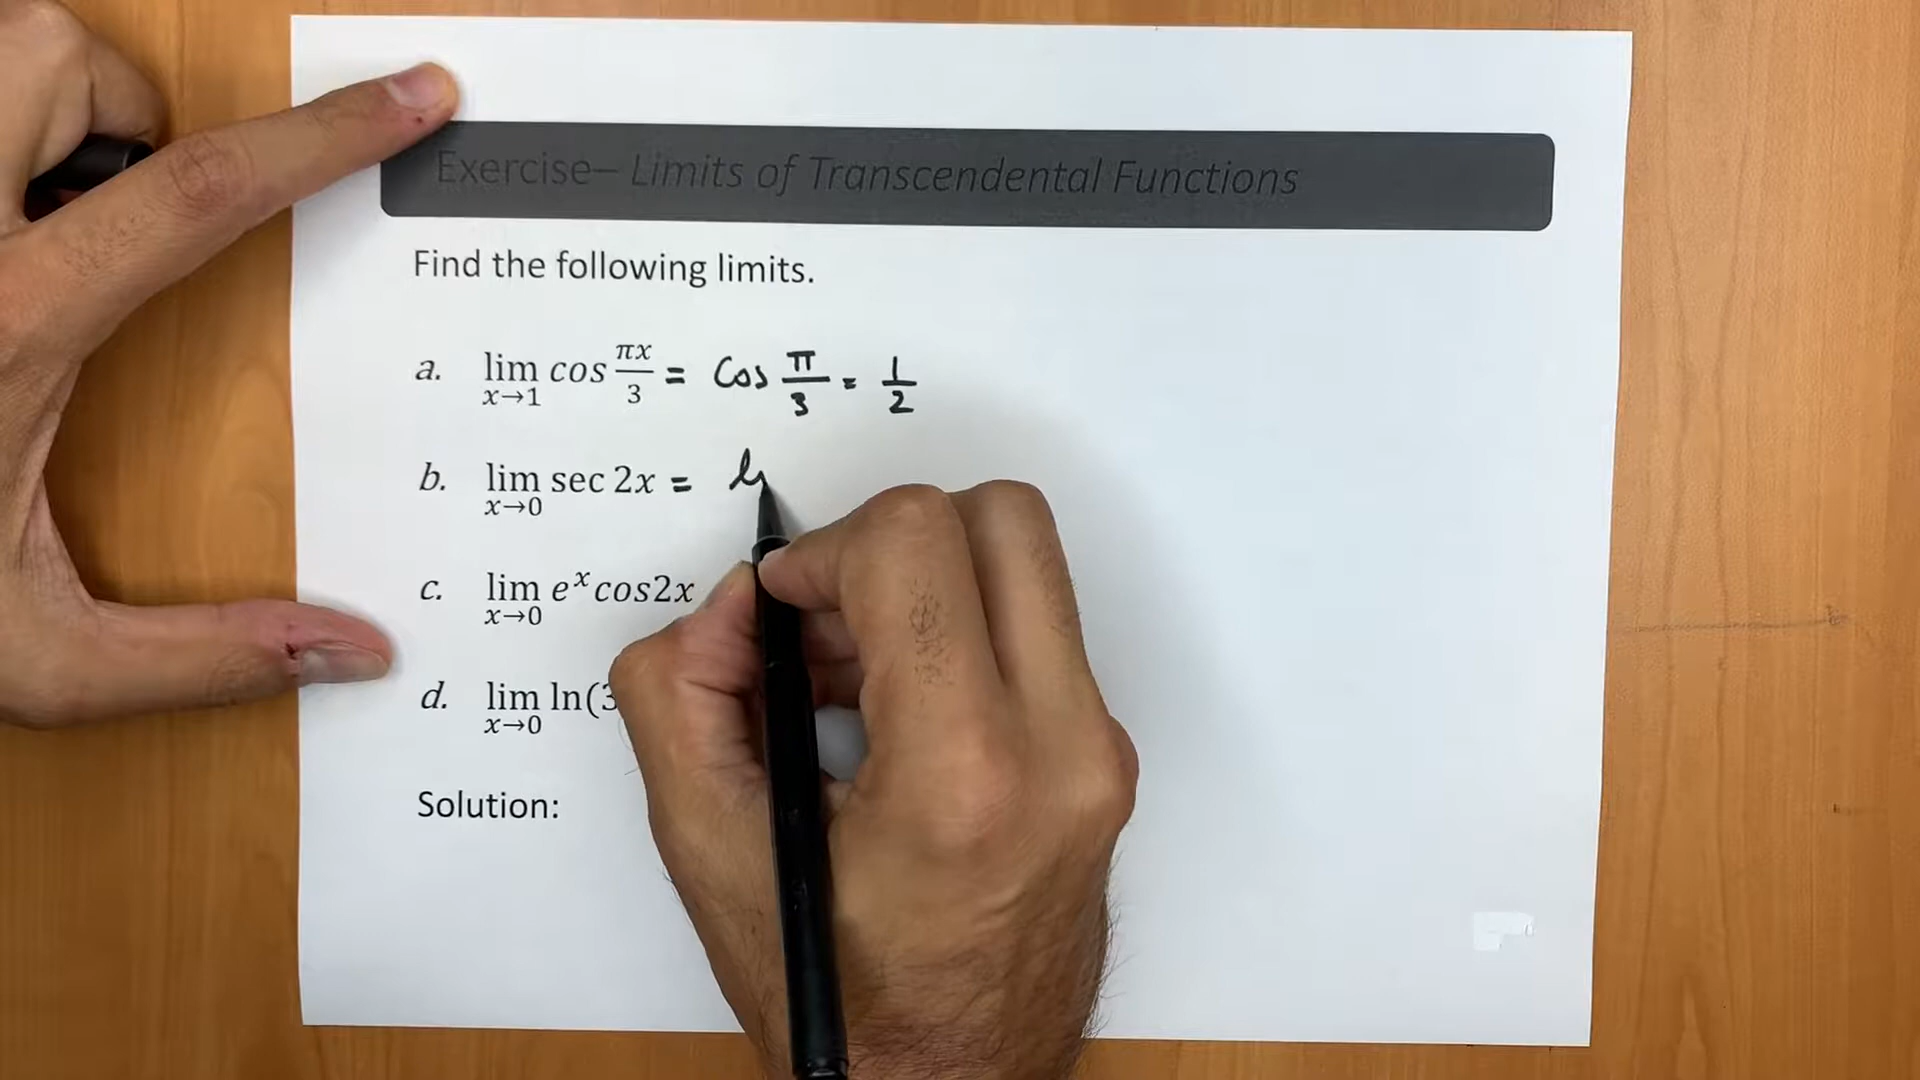 Exercise– Limits of Transcendental Functions
Find the following limits.
a. lim x→1 cos πx/3 = Cos π/3 = 1/2
b. lim x→0 sec 2x =
c. lim x→0 eˣ cos2x
d. lim x→0 ln(3
Solution: